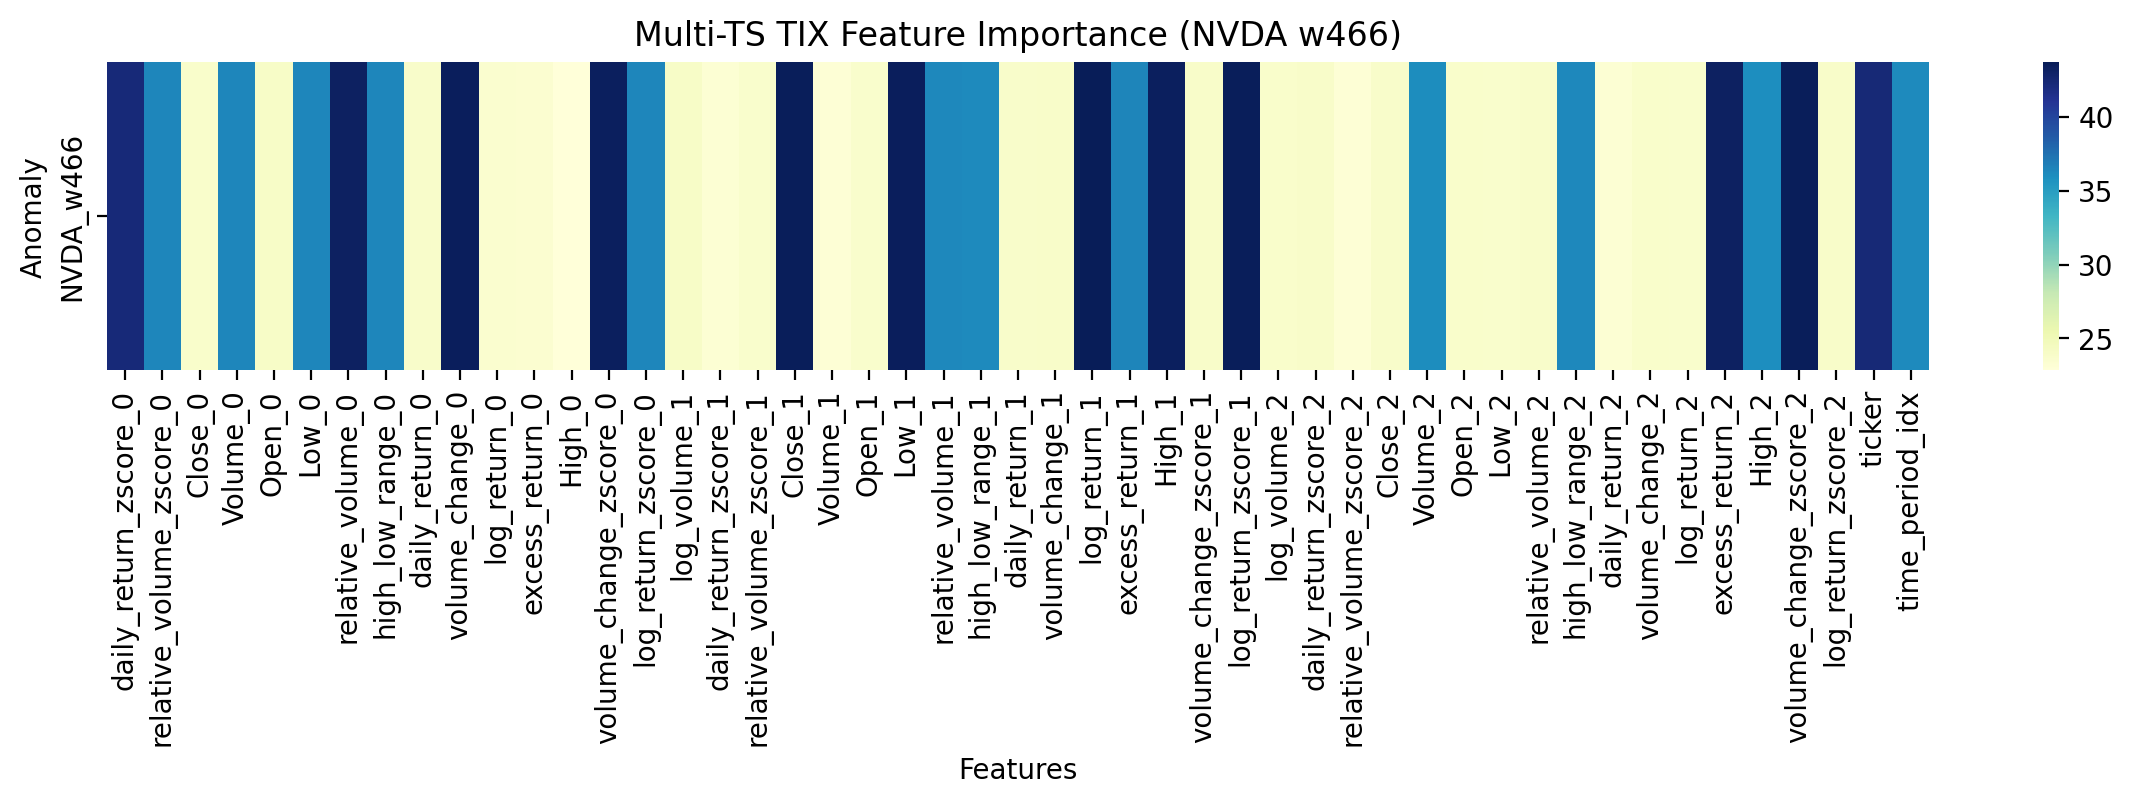 Multi-TS TIX Feature Importance (NVDA w466)
Anomaly
NVDA_w466
40
35
30
25
daily_return_zscore_0
relative_volume_zscore_0
Close_0
Volume_0
Open_0
Low_0
relative_volume_0
high_low_range_0
daily_return_0
volume_change_0
log_return_0
excess_return_0
High_0
volume_change_zscore_0
log_return_zscore_0
log_volume_1
daily_return_zscore_1
relative_volume_zscore_1
Close_1
Volume_1
Open_1
Low_1
relative_volume_1
high_low_range_1
daily_return_1
volume_change_1
log_return_1
excess_return_1
High_1
volume_change_zscore_1
log_return_zscore_1
log_volume_2
daily_return_zscore_2
relative_volume_zscore_2
Close_2
Volume_2
Open_2
Low_2
relative_volume_2
high_low_range_2
daily_return_2
volume_change_2
log_return_2
excess_return_2
High_2
volume_change_zscore_2
log_return_zscore_2
ticker
time_period_idx
Features